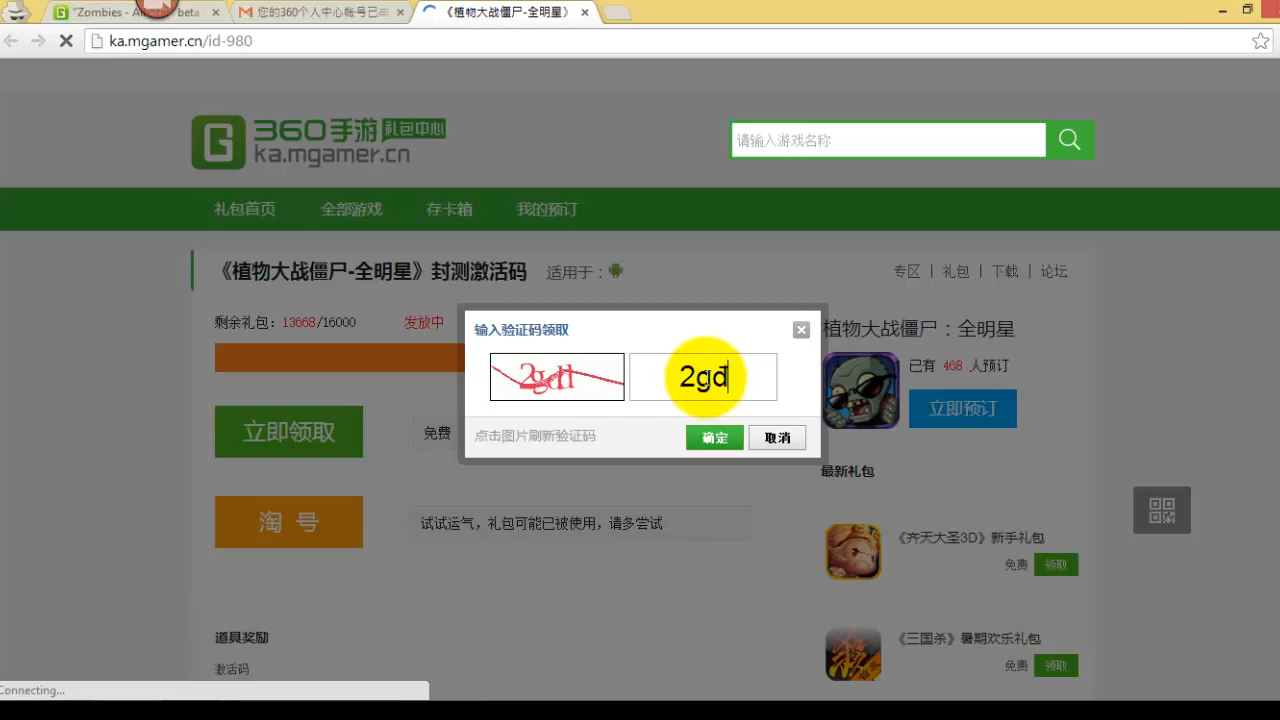 "Zombies - All Star" beta
您的360个人中心帐号已
《植物大战僵尸-全明星》
ka.mgamer.cn/id-980
360手游礼包中心
ka.mgamer.cn
请输入游戏名称
礼包首页 全部游戏 存卡箱 我的预订
《植物大战僵尸-全明星》封测激活码 适用于：
专区 | 礼包 | 下载 | 论坛
剩余礼包：13668/16000 发放中
输入验证码领取
2gdd
2gd
点击图片刷新验证码
确定 取消
立即领取
免费
淘 号
试试运气，礼包可能已被使用，请多尝试
道具奖励
激活码
植物大战僵尸：全明星
已有 468 人预订
立即预订
最新礼包
《齐天大圣3D》新手礼包
免费 领取
《三国杀》暑期欢乐礼包
免费 领取
Connecting...